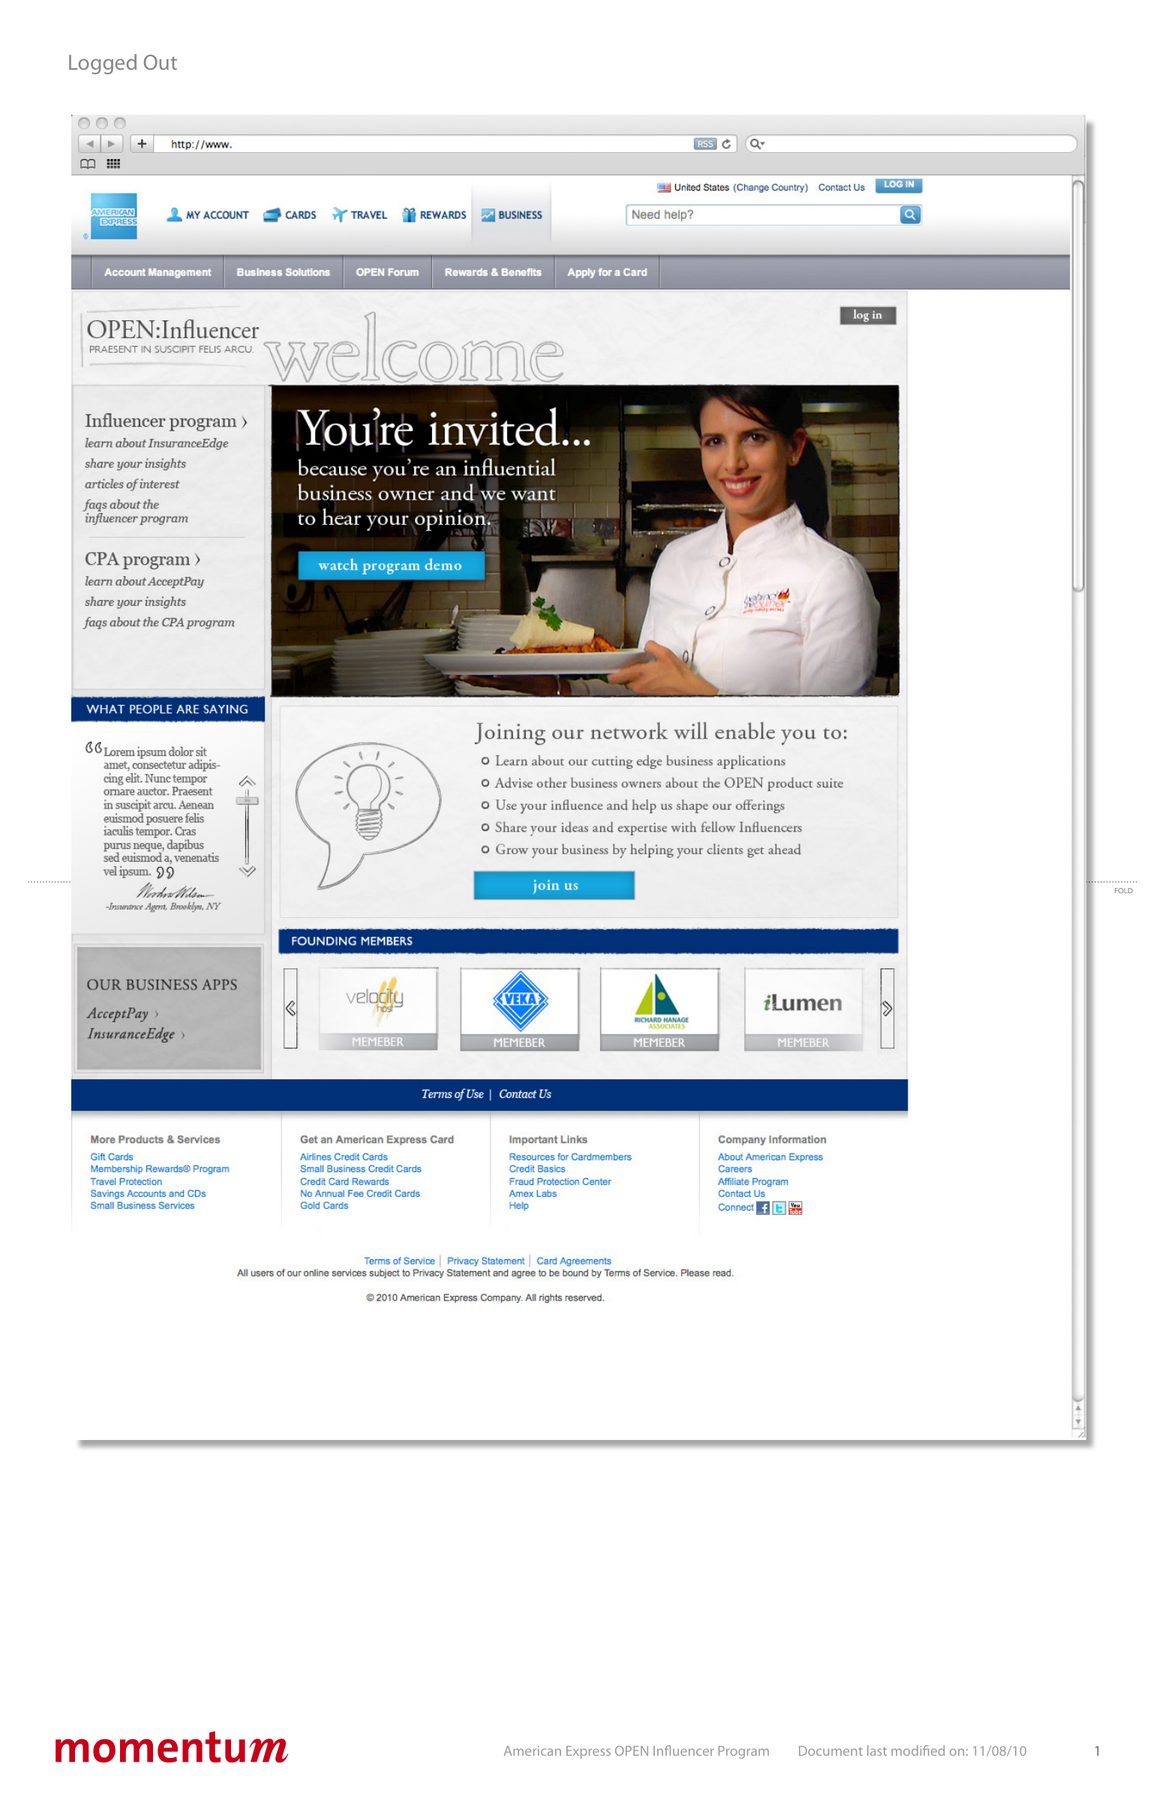 Logged Out
http://www.
RSS
United States (Change Country) Contact Us LOG IN
AMERICAN
EXPRESS
®
MY ACCOUNT CARDS TRAVEL REWARDS BUSINESS
Need help?
Account Management Business Solutions OPEN Forum Rewards & Benefits Apply for a Card
log in
OPEN:Influencer
PRAESENT IN SUSCIPIT FELIS ARCU.
welcome
Influencer program ›
learn about InsuranceEdge
share your insights
articles of interest
faqs about the
influencer program
CPA program ›
learn about AcceptPay
share your insights
faqs about the CPA program
You're invited...
because you're an influential
business owner and we want
to hear your opinion.
watch program demo
behind
the burner
WHAT PEOPLE ARE SAYING
“Lorem ipsum dolor sit
amet, consectetur adipis-
cing elit. Nunc tempor
ornare auctor. Praesent
in suscipit arcu. Aenean
euismod posuere felis
iaculis tempor. Cras
purus neque, dapibus
sed euismod a, venenatis
vel ipsum. ”
-Insurance Agent, Brooklyn, NY
Joining our network will enable you to:
Learn about our cutting edge business applications
Advise other business owners about the OPEN product suite
Use your influence and help us shape our offerings
Share your ideas and expertise with fellow Influencers
Grow your business by helping your clients get ahead
join us
FOLD
OUR BUSINESS APPS
AcceptPay ›
InsuranceEdge ›
FOUNDING MEMBERS
velocity
host
VEKA
RICHARD HANAGE
ASSOCIATES
iLumen
MEMEBER MEMEBER MEMEBER MEMEBER
Terms of Use | Contact Us
More Products & Services
Gift Cards
Membership Rewards® Program
Travel Protection
Savings Accounts and CDs
Small Business Services
Get an American Express Card
Airlines Credit Cards
Small Business Credit Cards
Credit Card Rewards
No Annual Fee Credit Cards
Gold Cards
Important Links
Resources for Cardmembers
Credit Basics
Fraud Protection Center
Amex Labs
Help
Company Information
About American Express
Careers
Affiliate Program
Contact Us
Connect f t You Tube
Terms of Service | Privacy Statement | Card Agreements
All users of our online services subject to Privacy Statement and agree to be bound by Terms of Service. Please read.
© 2010 American Express Company. All rights reserved.
momentum
American Express OPEN Influencer Program Document last modified on: 11/08/10 1